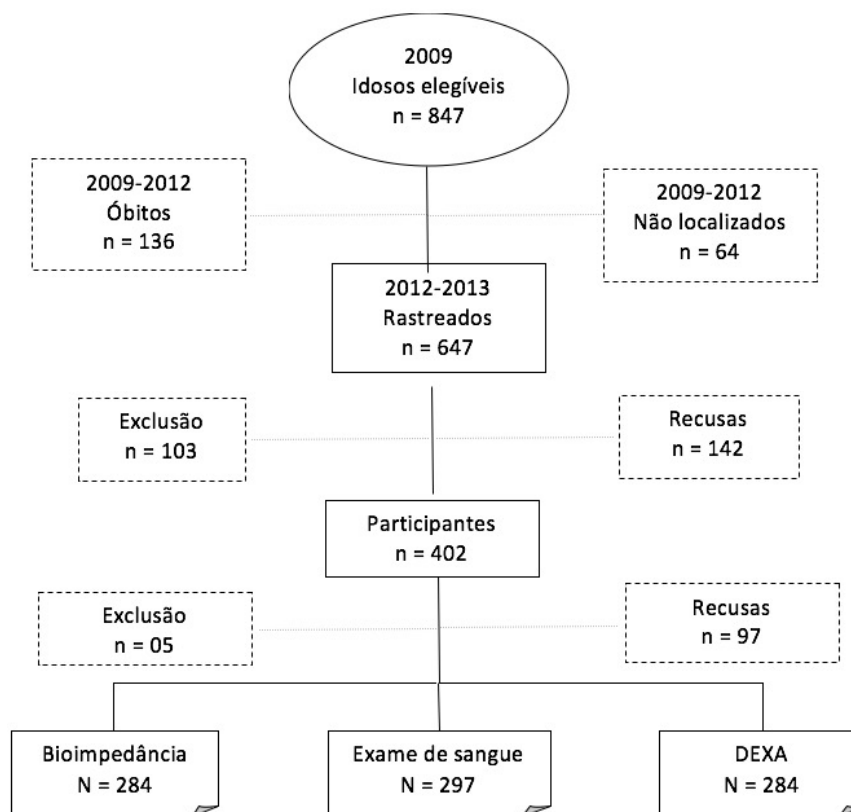 2009
Idosos elegíveis
n = 847
2009-2012
Óbitos
n = 136
2009-2012
Não localizados
n = 64
2012-2013
Rastreados
n = 647
Exclusão
n = 103
Recusas
n = 142
Participantes
n = 402
Exclusão
n = 05
Recusas
n = 97
Bioimpedância
N = 284
Exame de sangue
N = 297
DEXA
N = 284